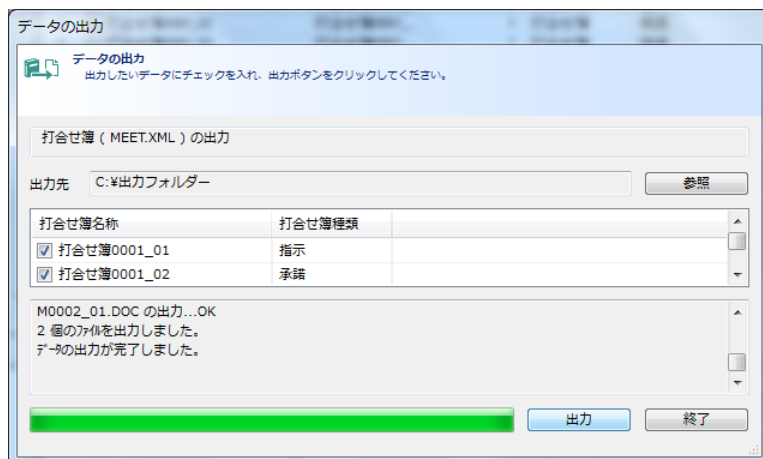 データの出力
データの出力
出力したいデータにチェックを入れ、出力ボタンをクリックしてください。
打合せ簿 ( MEET.XML ) の出力
出力先 C:¥出力フォルダー 参照
打合せ簿名称 打合せ簿種類
打合せ簿0001_01 指示
打合せ簿0001_02 承諾
M0002_01.DOC の出力...OK
2 個のﾌｧｲﾙを出力しました。
ﾃﾞｰﾀの出力が完了しました。
出力 終了